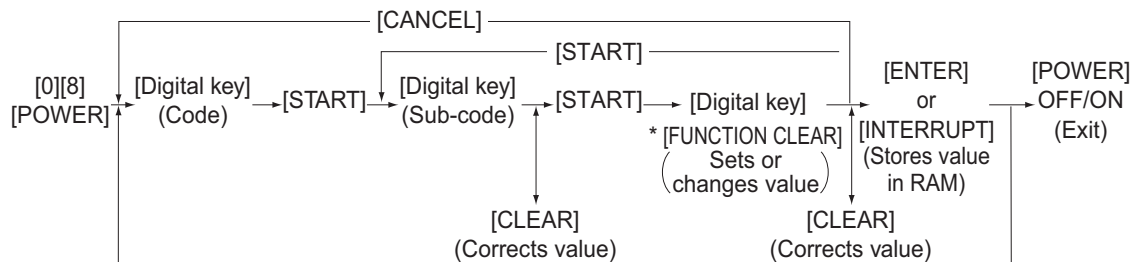 [CANCEL]
[START]
[0][8]
[POWER]
[Digital key]
(Code)
[START]
[Digital key]
(Sub-code)
[START]
[Digital key]
* [FUNCTION CLEAR]
(Sets or
changes value)
[ENTER]
or
[INTERRUPT]
(Stores value
in RAM)
[POWER]
OFF/ON
(Exit)
[CLEAR]
(Corrects value)
[CLEAR]
(Corrects value)